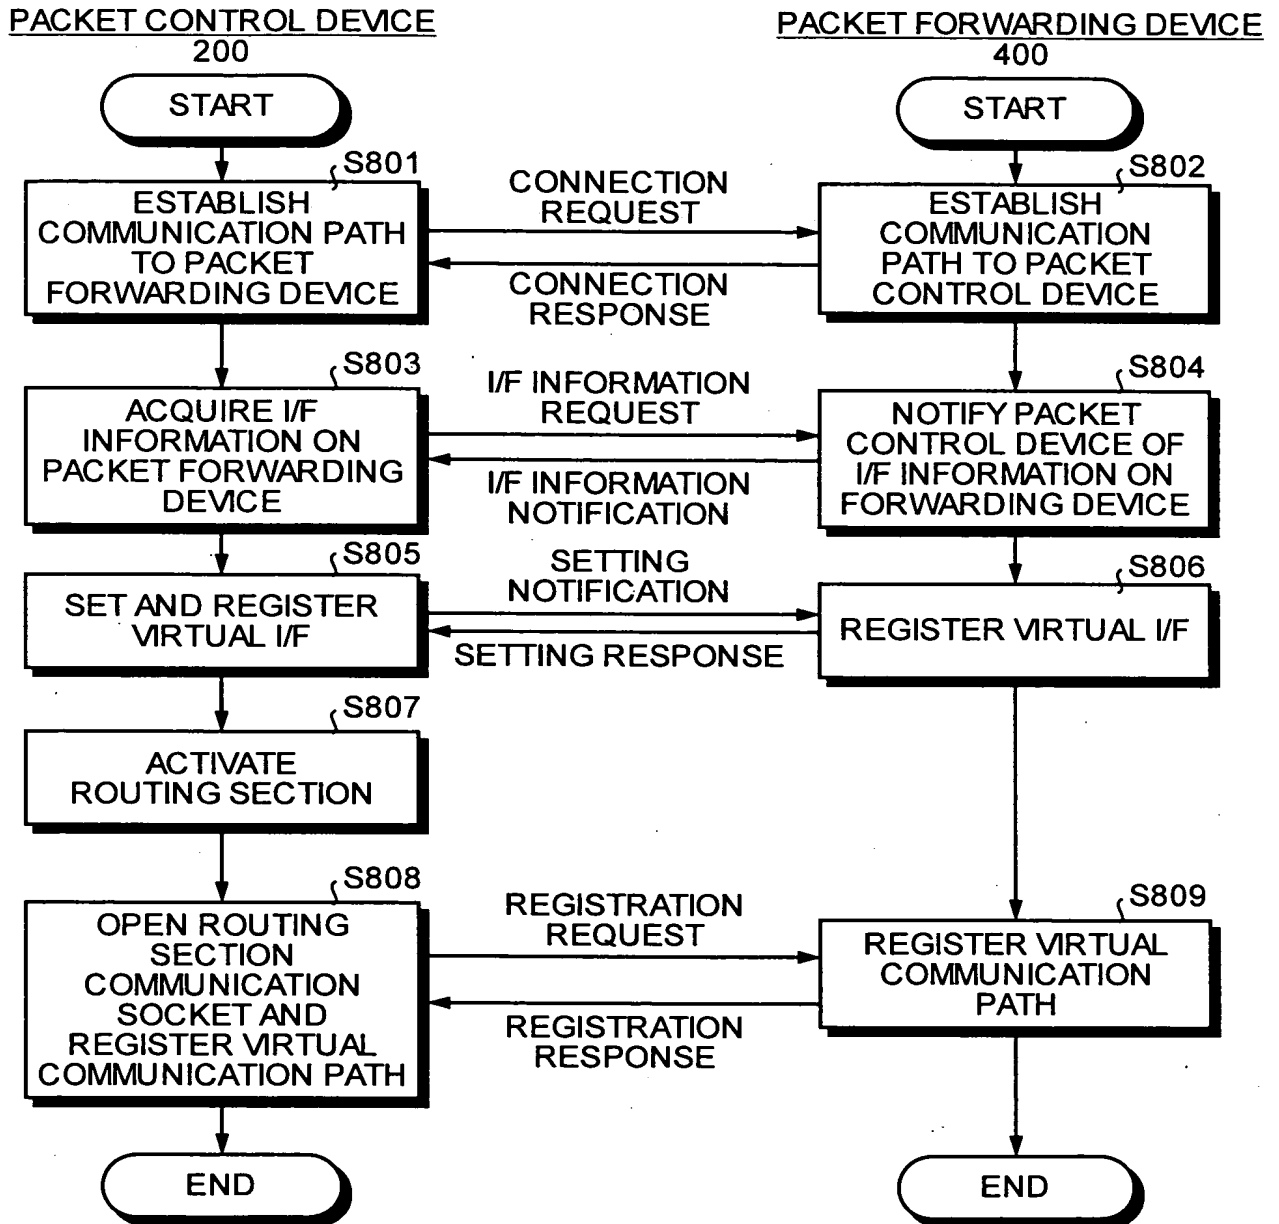 PACKET CONTROL DEVICE
200
PACKET FORWARDING DEVICE
400
START
START
S801
ESTABLISH
COMMUNICATION PATH
TO PACKET
FORWARDING DEVICE
CONNECTION
REQUEST
CONNECTION
RESPONSE
S802
ESTABLISH
COMMUNICATION
PATH TO PACKET
CONTROL DEVICE
S803
ACQUIRE I/F
INFORMATION ON
PACKET FORWARDING
DEVICE
I/F INFORMATION
REQUEST
I/F INFORMATION
NOTIFICATION
S804
NOTIFY PACKET
CONTROL DEVICE OF
I/F INFORMATION ON
FORWARDING DEVICE
S805
SET AND REGISTER
VIRTUAL I/F
SETTING
NOTIFICATION
SETTING RESPONSE
S806
REGISTER VIRTUAL I/F
S807
ACTIVATE
ROUTING SECTION
S808
OPEN ROUTING
SECTION
COMMUNICATION
SOCKET AND
REGISTER VIRTUAL
COMMUNICATION PATH
REGISTRATION
REQUEST
REGISTRATION
RESPONSE
S809
REGISTER VIRTUAL
COMMUNICATION
PATH
END
END